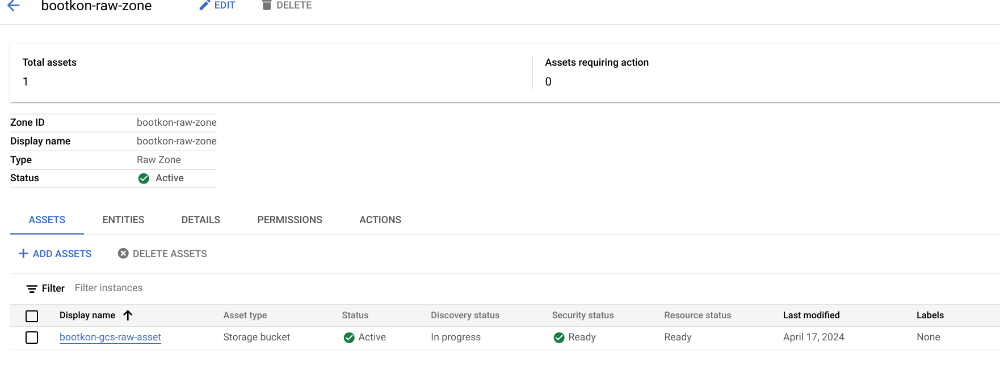 bootkon-raw-zone EDIT DELETE
Total assets Assets requiring action
1 0
Zone ID bootkon-raw-zone
Display name bootkon-raw-zone
Type Raw Zone
Status Active
ASSETS ENTITIES DETAILS PERMISSIONS ACTIONS
ADD ASSETS DELETE ASSETS
Filter Filter instances
Display name Asset type Status Discovery status Security status Resource status Last modified Labels
bootkon-gcs-raw-asset Storage bucket Active In progress Ready Ready April 17, 2024 None